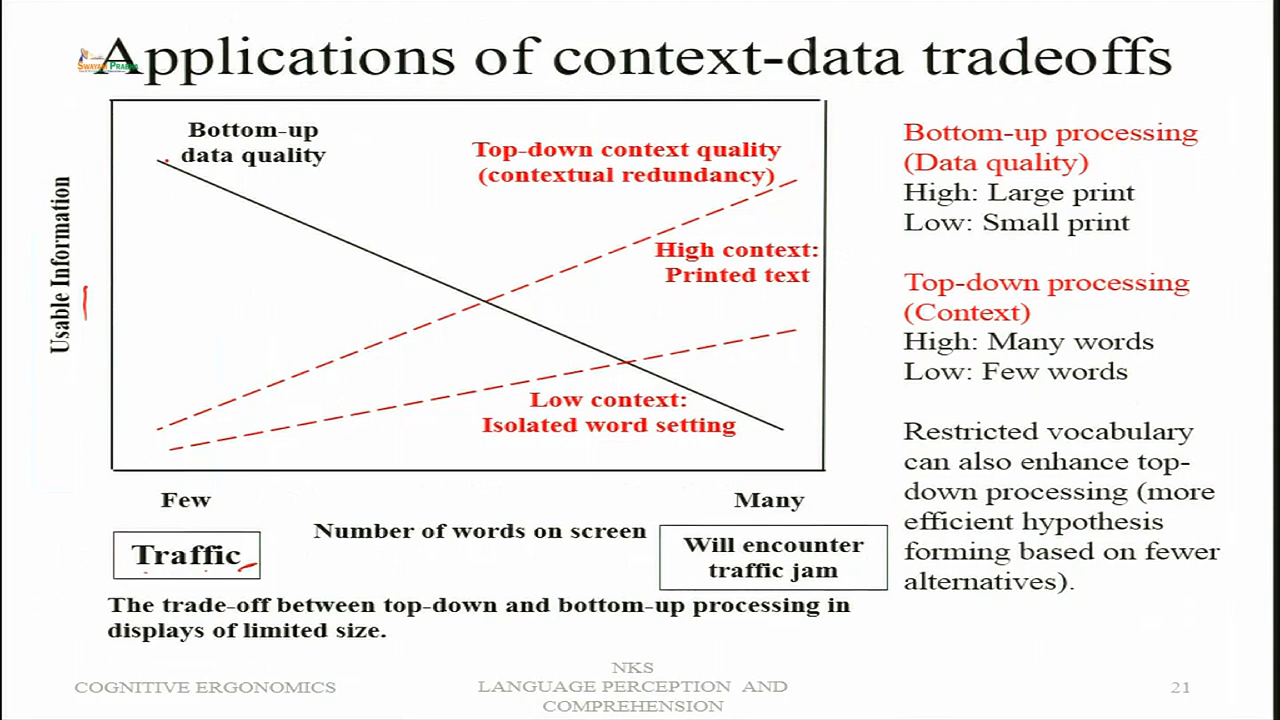 Applications of context-data tradeoffs
SWAYAM PRABHA
Bottom-up
data quality
Top-down context quality
(contextual redundancy)
High context:
Printed text
Low context:
Isolated word setting
Usable Information
Few
Many
Number of words on screen
Traffic
Will encounter
traffic jam
The trade-off between top-down and bottom-up processing in
displays of limited size.
Bottom-up processing
(Data quality)
High: Large print
Low: Small print
Top-down processing
(Context)
High: Many words
Low: Few words
Restricted vocabulary
can also enhance top-
down processing (more
efficient hypothesis
forming based on fewer
alternatives).
COGNITIVE ERGONOMICS
NKS
LANGUAGE PERCEPTION AND
COMPREHENSION
21